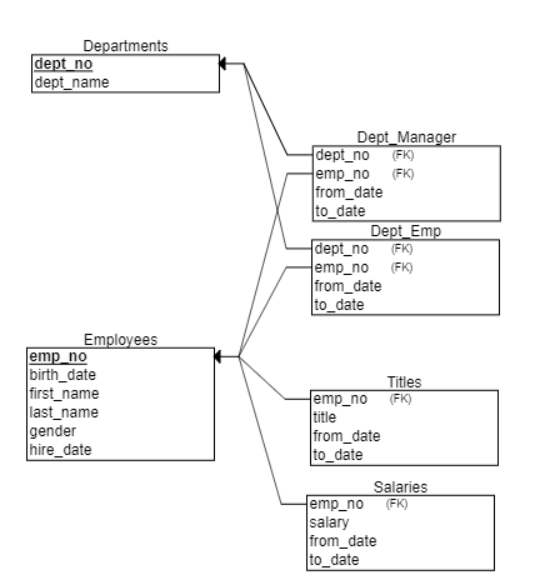 Departments
dept_no
dept_name
Dept_Manager
dept_no (FK)
emp_no (FK)
from_date
to_date
Dept_Emp
dept_no (FK)
emp_no (FK)
from_date
to_date
Employees
emp_no
birth_date
first_name
last_name
gender
hire_date
Titles
emp_no (FK)
title
from_date
to_date
Salaries
emp_no (FK)
salary
from_date
to_date